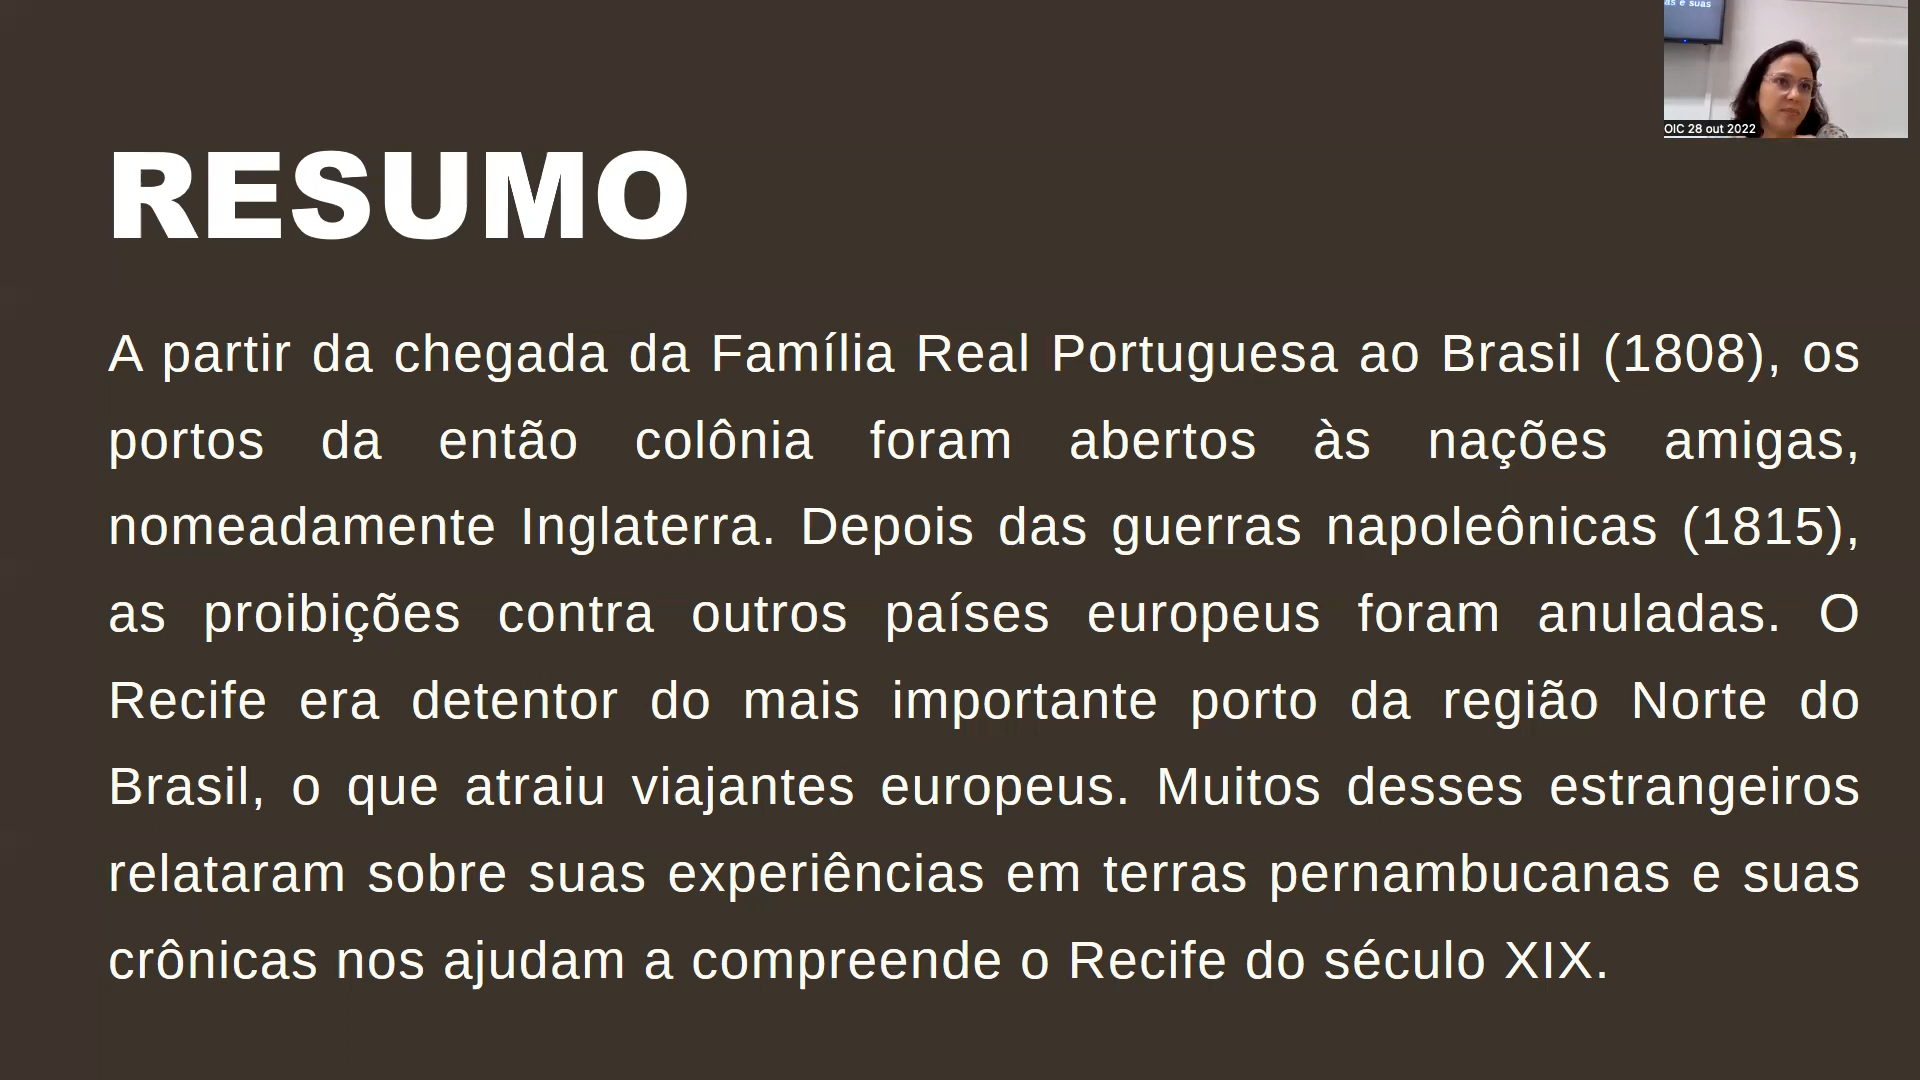 as e suas
OIC 28 out 2022
RESUMO
A partir da chegada da Família Real Portuguesa ao Brasil (1808), os
portos da então colônia foram abertos às nações amigas,
nomeadamente Inglaterra. Depois das guerras napoleônicas (1815),
as proibições contra outros países europeus foram anuladas. O
Recife era detentor do mais importante porto da região Norte do
Brasil, o que atraiu viajantes europeus. Muitos desses estrangeiros
relataram sobre suas experiências em terras pernambucanas e suas
crônicas nos ajudam a compreende o Recife do século XIX.